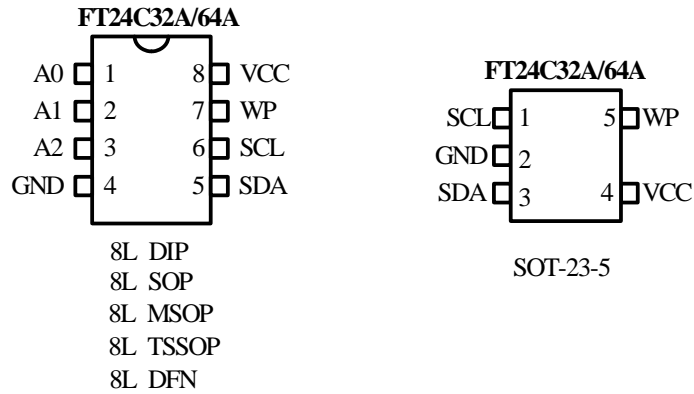 FT24C32A/64A
A0 1 8 VCC
A1 2 7 WP
A2 3 6 SCL
GND 4 5 SDA
8L DIP
8L SOP
8L MSOP
8L TSSOP
8L DFN
FT24C32A/64A
SCL 1 5 WP
GND 2
SDA 3 4 VCC
SOT-23-5